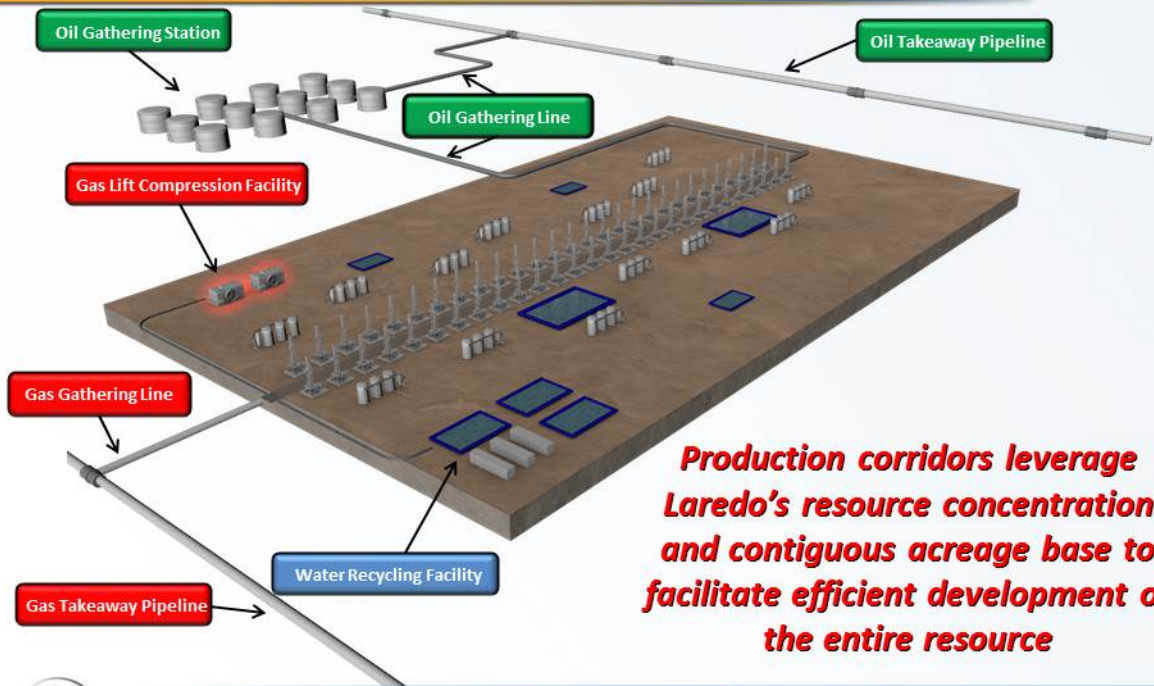 Oil Gathering Station
Oil Takeaway Pipeline
Oil Gathering Line
Gas Lift Compression Facility
Gas Gathering Line
Water Recycling Facility
Gas Takeaway Pipeline
Production corridors leverage
Laredo's resource concentration
and contiguous acreage base to
facilitate efficient development o
the entire resource